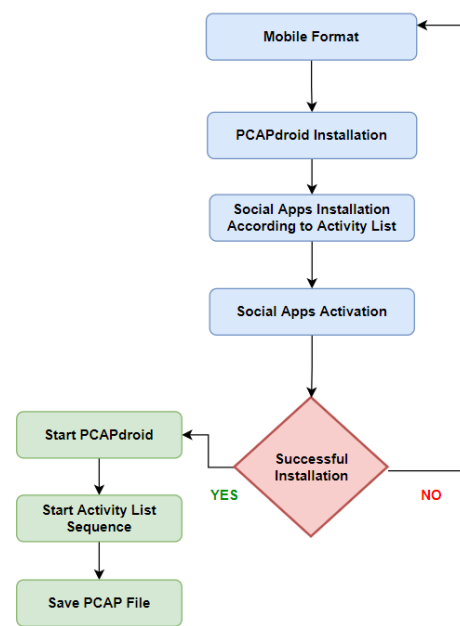 Mobile Format
PCAPdroid Installation
Social Apps Installation
According to Activity List
Social Apps Activation
Successful
Installation
YES
NO
Start PCAPdroid
Start Activity List
Sequence
Save PCAP File